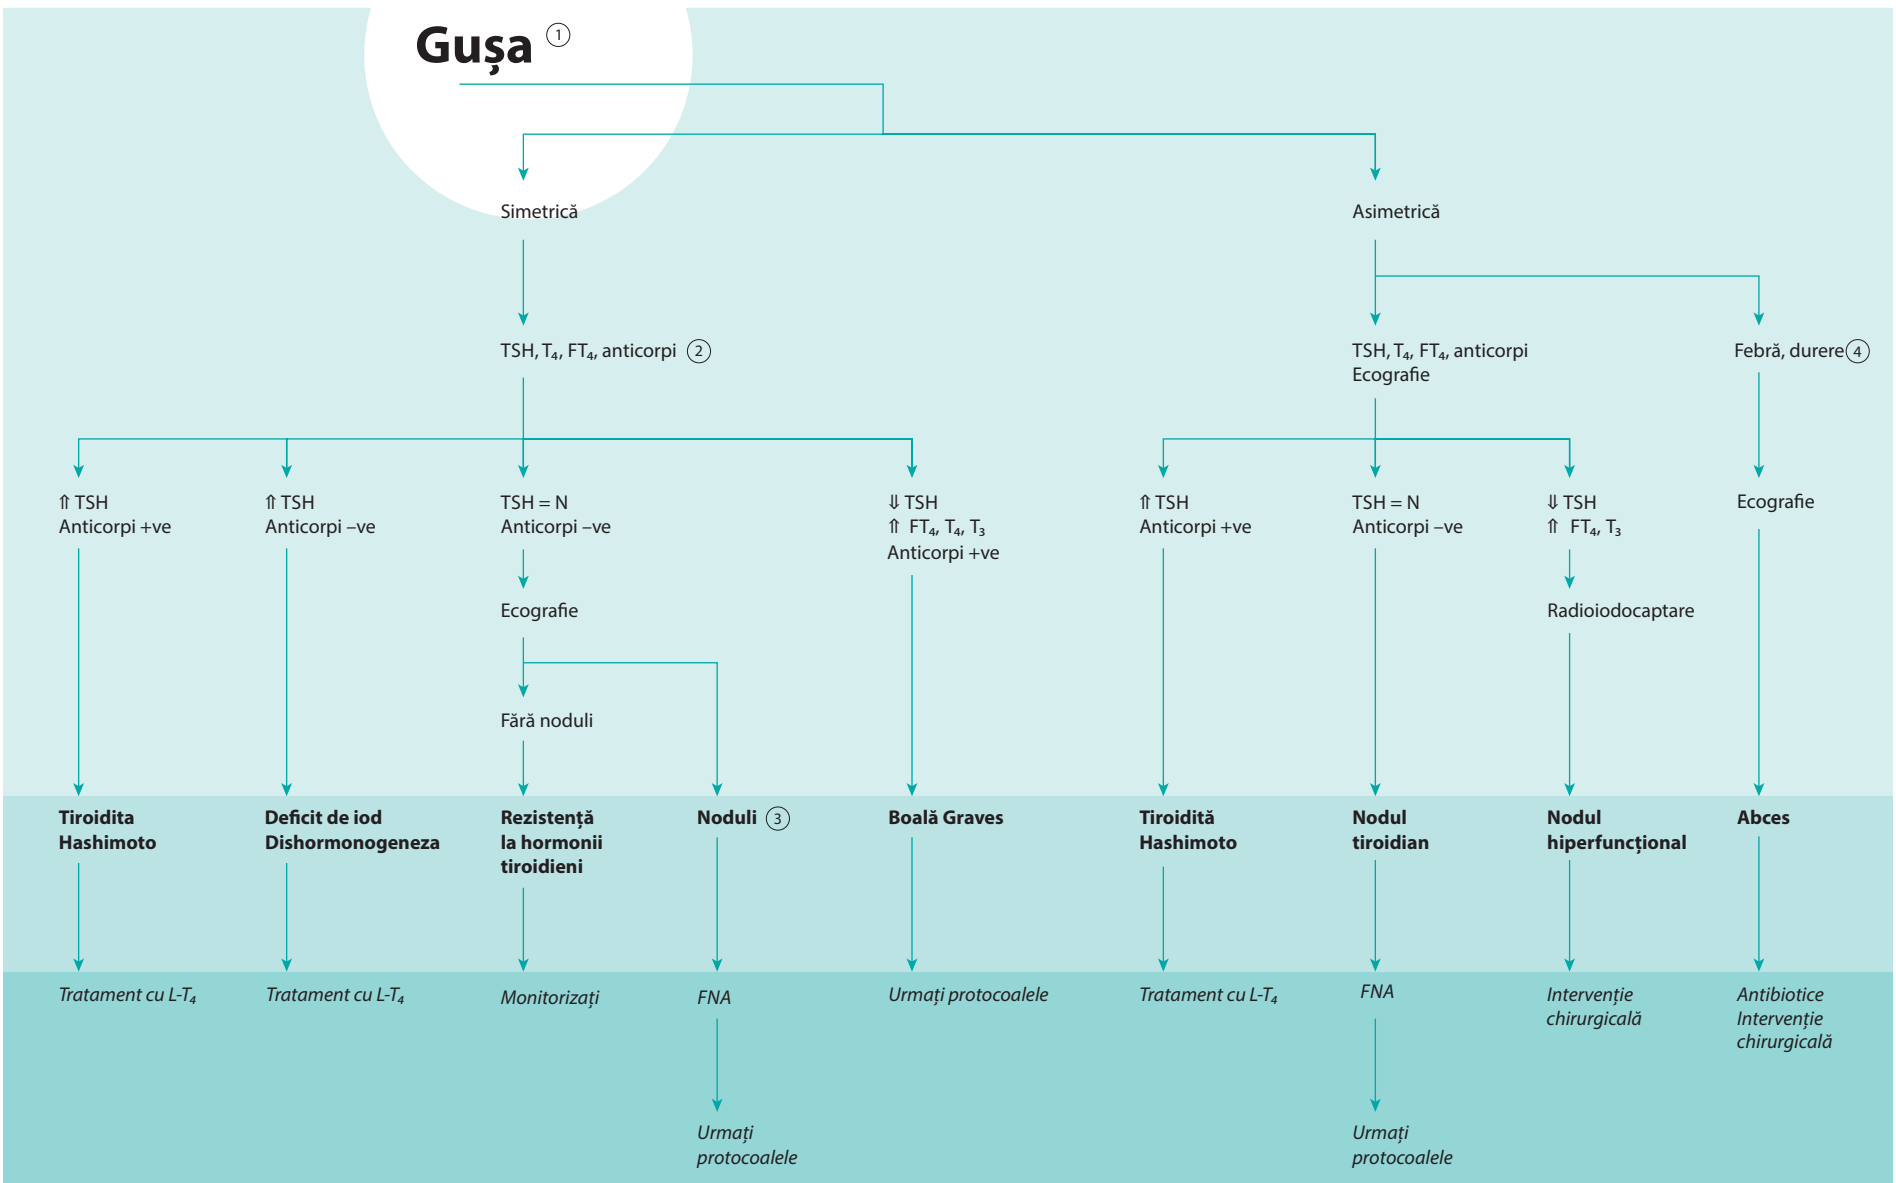 Gușa ①
Simetrică
Asimetrică
TSH, T₄, FT₄, anticorpi ②
TSH, T₄, FT₄, anticorpi
Ecografie
Febră, durere ④
⇑ TSH
Anticorpi +ve
⇑ TSH
Anticorpi –ve
TSH = N
Anticorpi –ve
⇓ TSH
⇑ FT₄, T₄, T₃
Anticorpi +ve
⇑ TSH
Anticorpi +ve
TSH = N
Anticorpi –ve
⇓ TSH
⇑ FT₄, T₃
Ecografie
Ecografie
Radioiodocaptare
Fără noduli
Tiroidita
Hashimoto
Deficit de iod
Dishormonogeneza
Rezistență
la hormonii
tiroidieni
Noduli ③
Boală Graves
Tiroidită
Hashimoto
Nodul
tiroidian
Nodul
hiperfuncțional
Abces
Tratament cu L-T₄
Tratament cu L-T₄
Monitorizați
FNA
Urmați protocoalele
Tratament cu L-T₄
FNA
Intervenție
chirurgicală
Antibiotice
Intervenție
chirurgicală
Urmați
protocoalele
Urmați
protocoalele